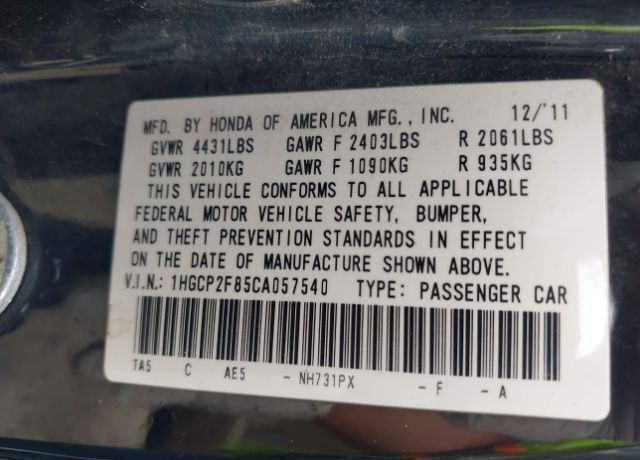 MFD. BY HONDA OF AMERICA MFG., INC. 12/'11
GVWR 4431LBS GAWR F 2403LBS R 2061LBS
GVWR 2010KG GAWR F 1090KG R 935KG
THIS VEHICLE CONFORMS TO ALL APPLICABLE
FEDERAL MOTOR VEHICLE SAFETY, BUMPER,
AND THEFT PREVENTION STANDARDS IN EFFECT
ON THE DATE OF MANUFACTURE SHOWN ABOVE.
V.I.N.: 1HGCP2F85CA057540 TYPE: PASSENGER CAR
TA5 C AE5 - NH731PX - F - A